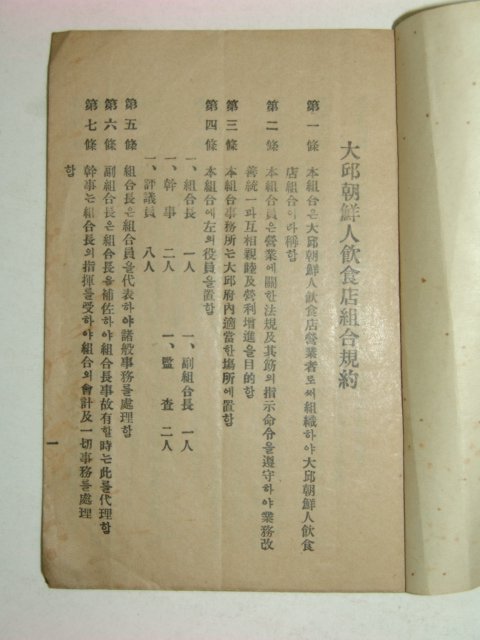 大邱朝鮮人飮食店組合規約
第一條 本組合은大邱朝鮮人飮食店營業者로써組織하야大邱朝鮮人飮食
店組合이라稱함
第二條 本組合員은營業에關한法規及其筋의指示命令을遵守하야業務改
善統一과互相親睦及營利增進을目的함
第三條 本組合事務所는大邱府內適當한場所에置함
第四條 本組合에左의役員을置함
一、組合長 一人 一、副組合長 一人
一、幹事 二人 一、監査 二人
一、評議員 八人
第五條 組合長은組合員을代表하야諸般事務를處理함
第六條 副組合長은組合長을補佐하야組合長事故有할時는此를代理함
第七條 幹事는組合長의指揮를受하야組合의會計及一切事務를處理
함
一